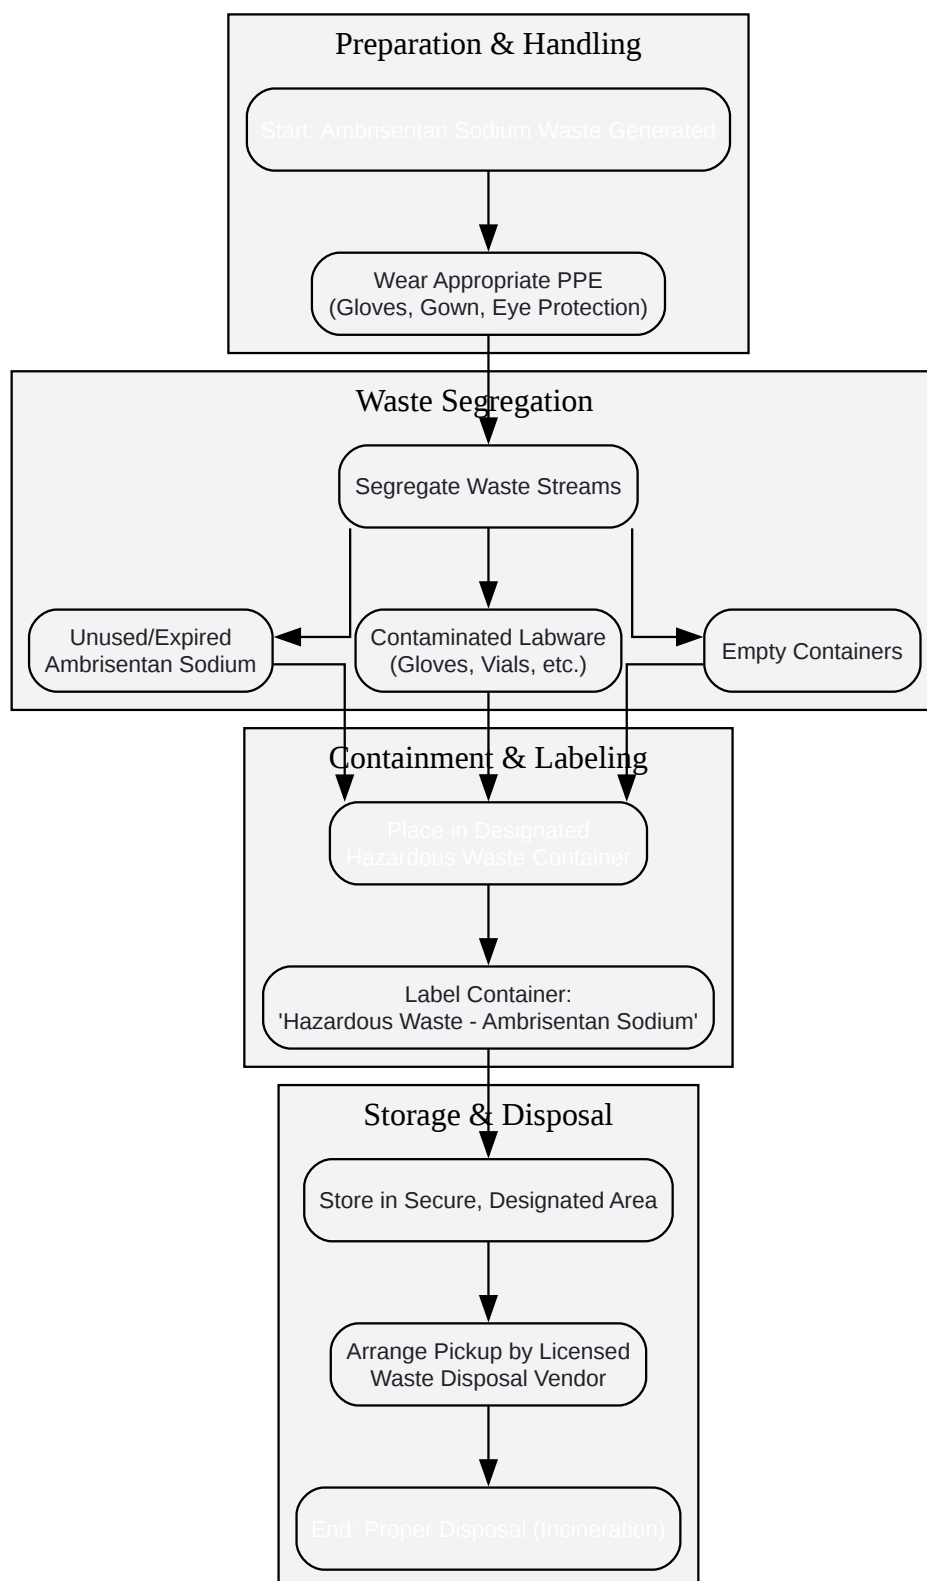 Preparation & Handling
Start: Ambrisentan Sodium Waste Generated
Wear Appropriate PPE
(Gloves, Gown, Eye Protection)
Waste Segregation
Segregate Waste Streams
Unused/Expired
Ambrisentan Sodium
Contaminated Labware
(Gloves, Vials, etc.)
Empty Containers
Containment & Labeling
Place in Designated
Hazardous Waste Container
Label Container:
'Hazardous Waste - Ambrisentan Sodium'
Storage & Disposal
Store in Secure, Designated Area
Arrange Pickup by Licensed
Waste Disposal Vendor
End: Proper Disposal (Incineration)